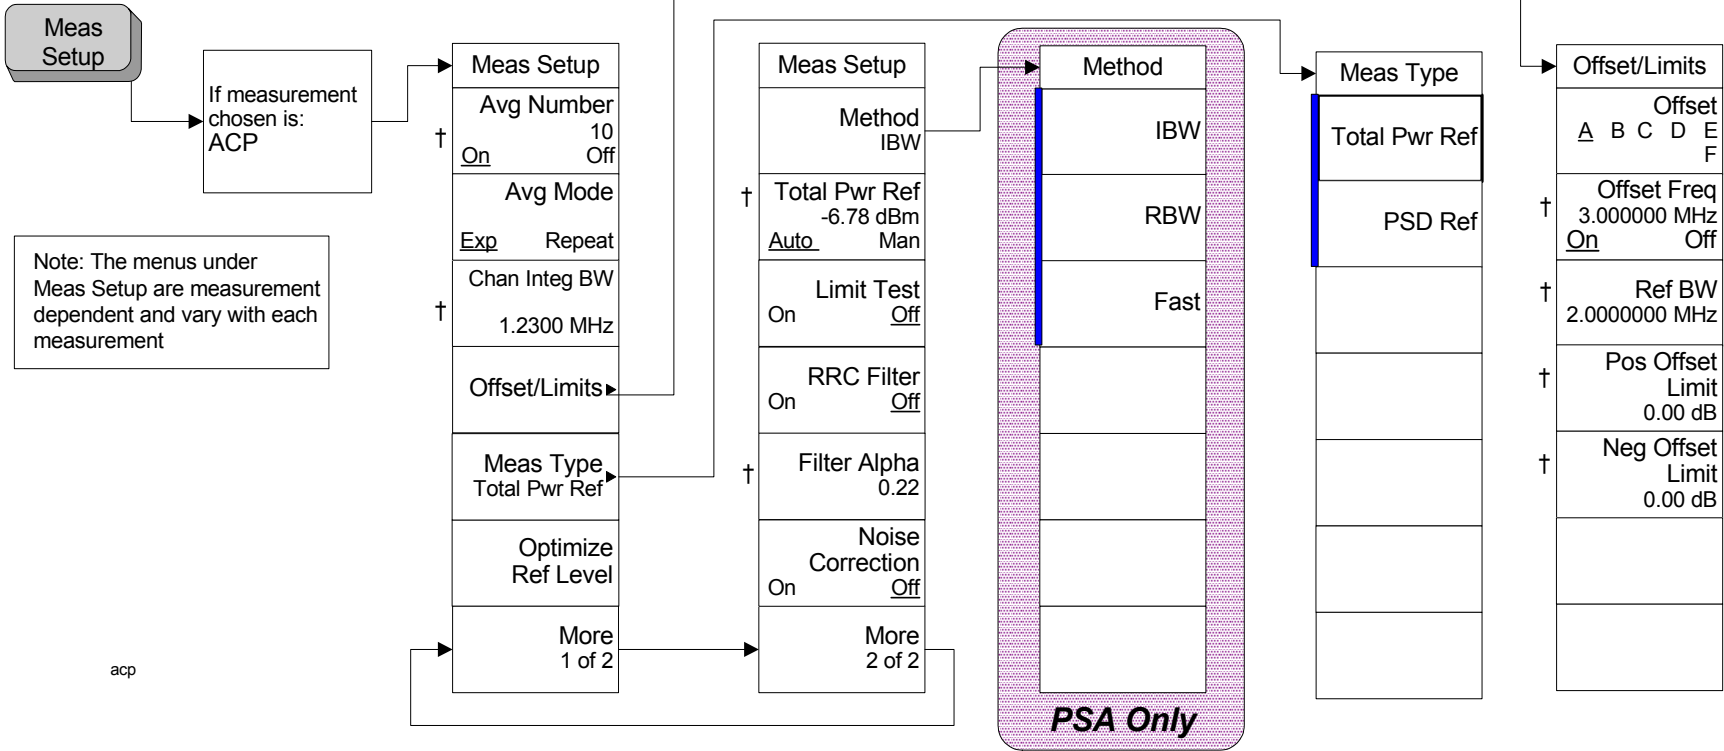 Meas
Setup
If measurement
chosen is:
ACP
Note: The menus under
Meas Setup are measurement
dependent and vary with each
measurement
acp
Meas Setup
Avg Number
10
† On Off
Avg Mode
Exp Repeat
Chan Integ BW
†
1.2300 MHz
Offset/Limits
Meas Type
Total Pwr Ref
Optimize
Ref Level
More
1 of 2
Meas Setup
Method
IBW
† Total Pwr Ref
-6.78 dBm
Auto Man
Limit Test
On Off
RRC Filter
On Off
† Filter Alpha
0.22
Noise
Correction
On Off
More
2 of 2
Method
IBW
RBW
Fast
PSA Only
Meas Type
Total Pwr Ref
PSD Ref
Offset/Limits
Offset
A B C D E
F
Offset Freq
† 3.000000 MHz
On Off
† Ref BW
2.0000000 MHz
Pos Offset
† Limit
0.00 dB
Neg Offset
† Limit
0.00 dB